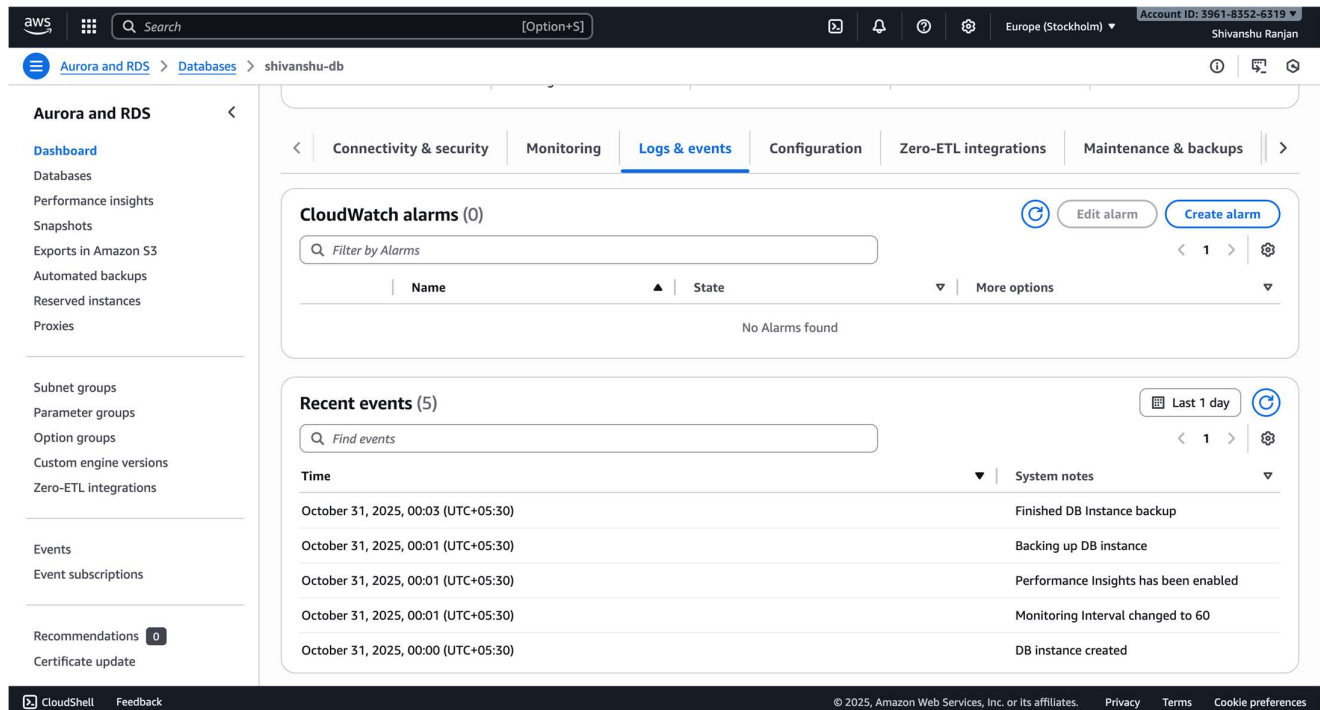 aws Search [Option+S] Europe (Stockholm) ▼ Account ID: 3961-8352-6319 ▼
Shivanshu Ranjan
Aurora and RDS > Databases > shivanshu-db
Aurora and RDS
Dashboard
Databases
Performance insights
Snapshots
Exports in Amazon S3
Automated backups
Reserved instances
Proxies
Subnet groups
Parameter groups
Option groups
Custom engine versions
Zero-ETL integrations
Events
Event subscriptions
Recommendations 0
Certificate update
Connectivity & security Monitoring Logs & events Configuration Zero-ETL integrations Maintenance & backups
CloudWatch alarms (0) Edit alarm Create alarm
Filter by Alarms 1
Name State More options
No Alarms found
Recent events (5) Last 1 day
Find events 1
Time System notes
October 31, 2025, 00:03 (UTC+05:30) Finished DB Instance backup
October 31, 2025, 00:01 (UTC+05:30) Backing up DB instance
October 31, 2025, 00:01 (UTC+05:30) Performance Insights has been enabled
October 31, 2025, 00:01 (UTC+05:30) Monitoring Interval changed to 60
October 31, 2025, 00:00 (UTC+05:30) DB instance created
CloudShell Feedback © 2025, Amazon Web Services, Inc. or its affiliates. Privacy Terms Cookie preferences